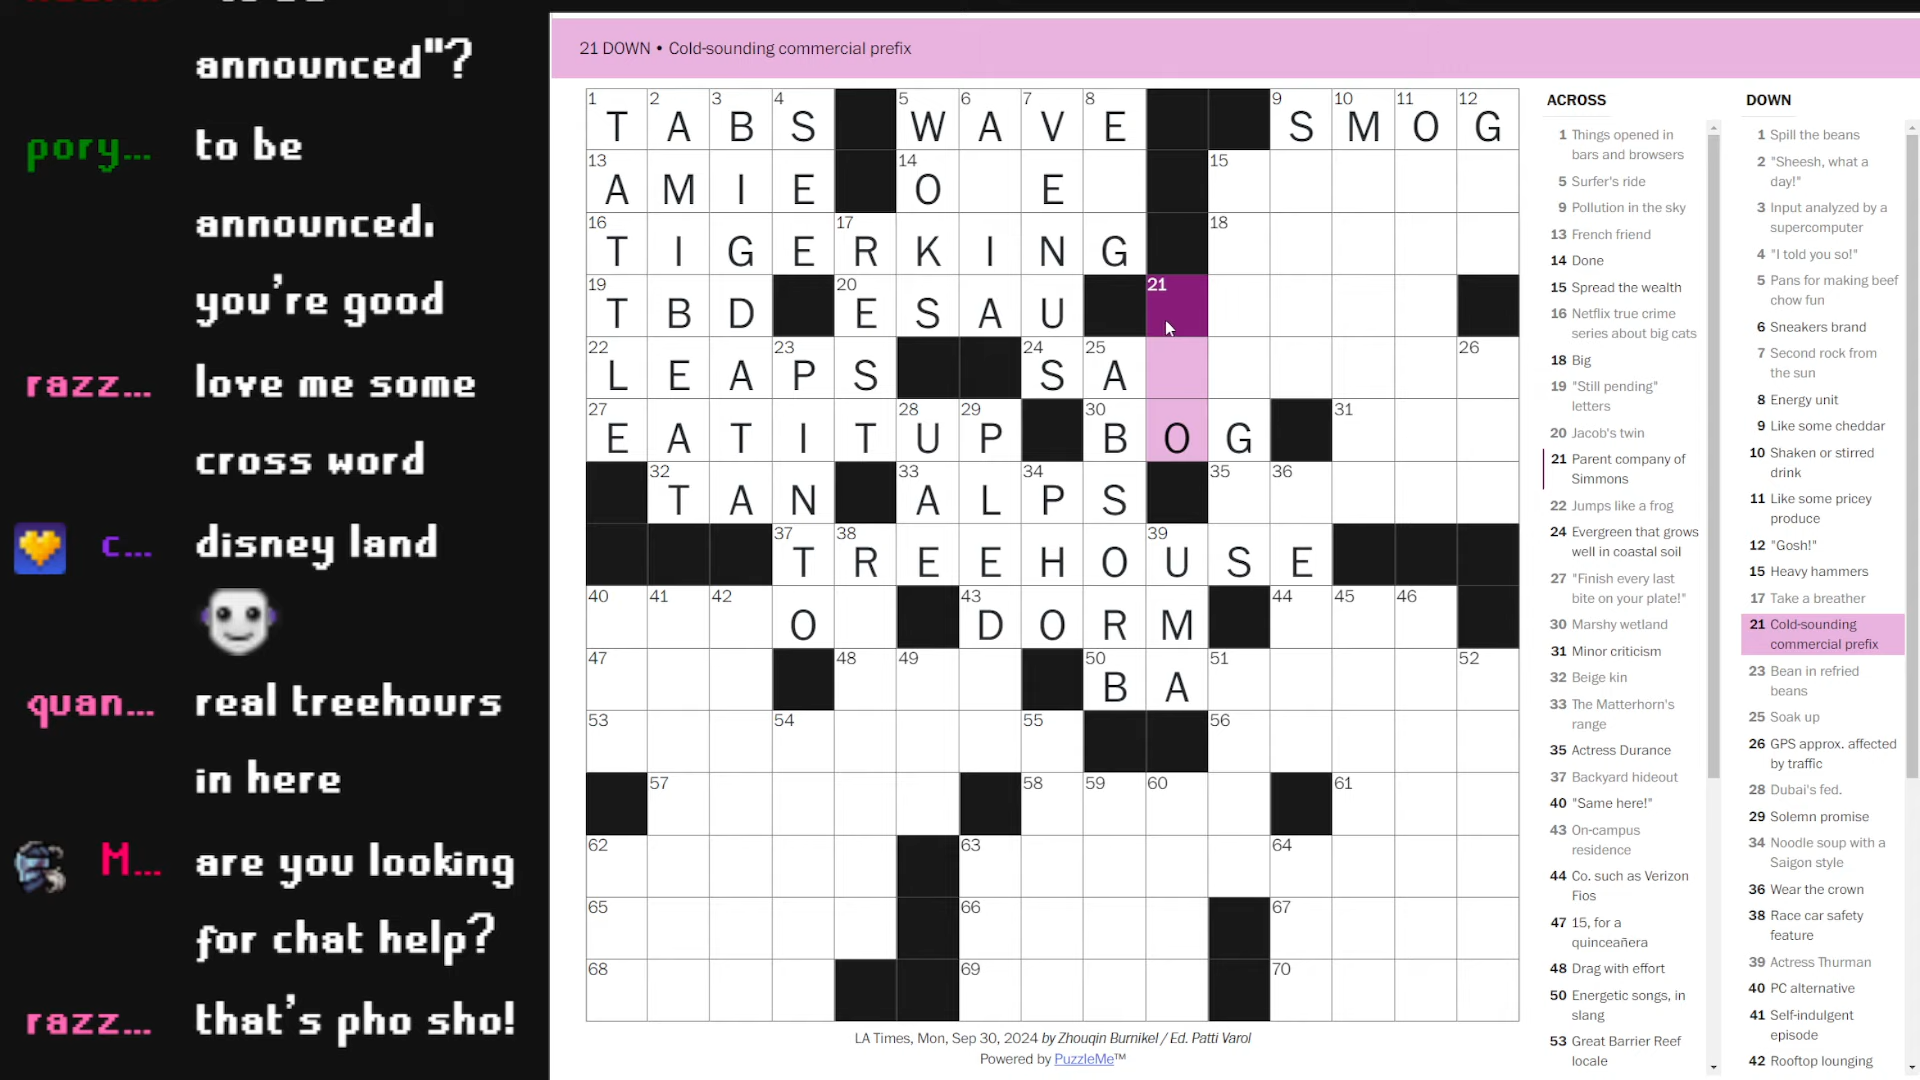 announced"?
pory... to be
announced,
you're good
razz... love me some
cross word
c... disney land
quan... real treehours
in here
M... are you looking
for chat help?
razz... that's pho sho!
21 DOWN • Cold-sounding commercial prefix
1 2 3 4 5 6 7 8 9 10 11 12
T A B S W A V E S M O G
13 14 15
A M I E O E
16 17 18
T I G E R K I N G
19 20 21
T B D E S A U
22 23 24 25 26
L E A P S S A
27 28 29 30 31
E A T I T U P B O G
32 33 34 35 36
T A N A L P S
37 38 39
T R E E H O U S E
40 41 42 43 44 45 46
O D O R M
47 48 49 50 51 52
B A
53 54 55 56
57 58 59 60 61
62 63 64
65 66 67
68 69 70
LA Times, Mon, Sep 30, 2024 by Zhouqin Burnikel / Ed. Patti Varol
Powered by PuzzleMe™
ACROSS
1 Things opened in
bars and browsers
5 Surfer's ride
9 Pollution in the sky
13 French friend
14 Done
15 Spread the wealth
16 Netflix true crime
series about big cats
18 Big
19 "Still pending"
letters
20 Jacob's twin
21 Parent company of
Simmons
22 Jumps like a frog
24 Evergreen that grows
well in coastal soil
27 "Finish every last
bite on your plate!"
30 Marshy wetland
31 Minor criticism
32 Beige kin
33 The Matterhorn's
range
35 Actress Durance
37 Backyard hideout
40 "Same here!"
43 On-campus
residence
44 Co. such as Verizon
Fios
47 15, for a
quinceañera
48 Drag with effort
50 Energetic songs, in
slang
53 Great Barrier Reef
locale
DOWN
1 Spill the beans
2 "Sheesh, what a
day!"
3 Input analyzed by a
supercomputer
4 "I told you so!"
5 Pans for making beef
chow fun
6 Sneakers brand
7 Second rock from
the sun
8 Energy unit
9 Like some cheddar
10 Shaken or stirred
drink
11 Like some pricey
produce
12 "Gosh!"
15 Heavy hammers
17 Take a breather
21 Cold-sounding
commercial prefix
23 Bean in refried
beans
25 Soak up
26 GPS approx. affected
by traffic
28 Dubai's fed.
29 Solemn promise
34 Noodle soup with a
Saigon style
36 Wear the crown
38 Race car safety
feature
39 Actress Thurman
40 PC alternative
41 Self-indulgent
episode
42 Rooftop lounging